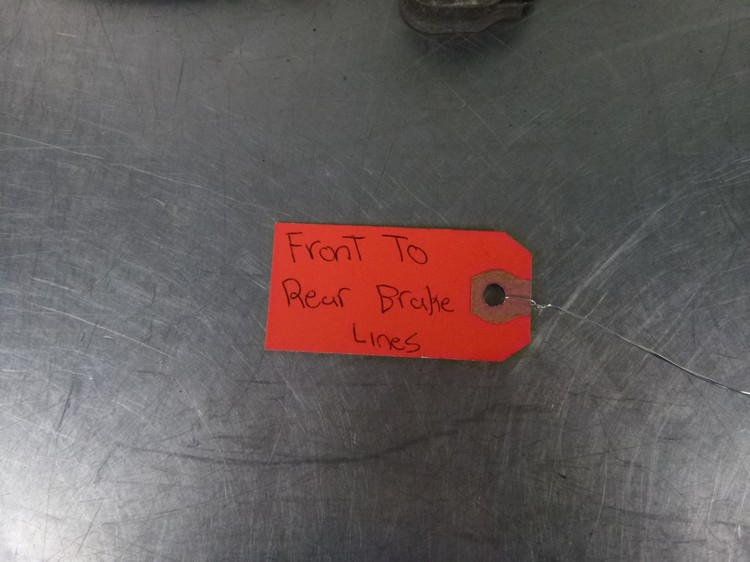 Front To
Rear Brake
Lines